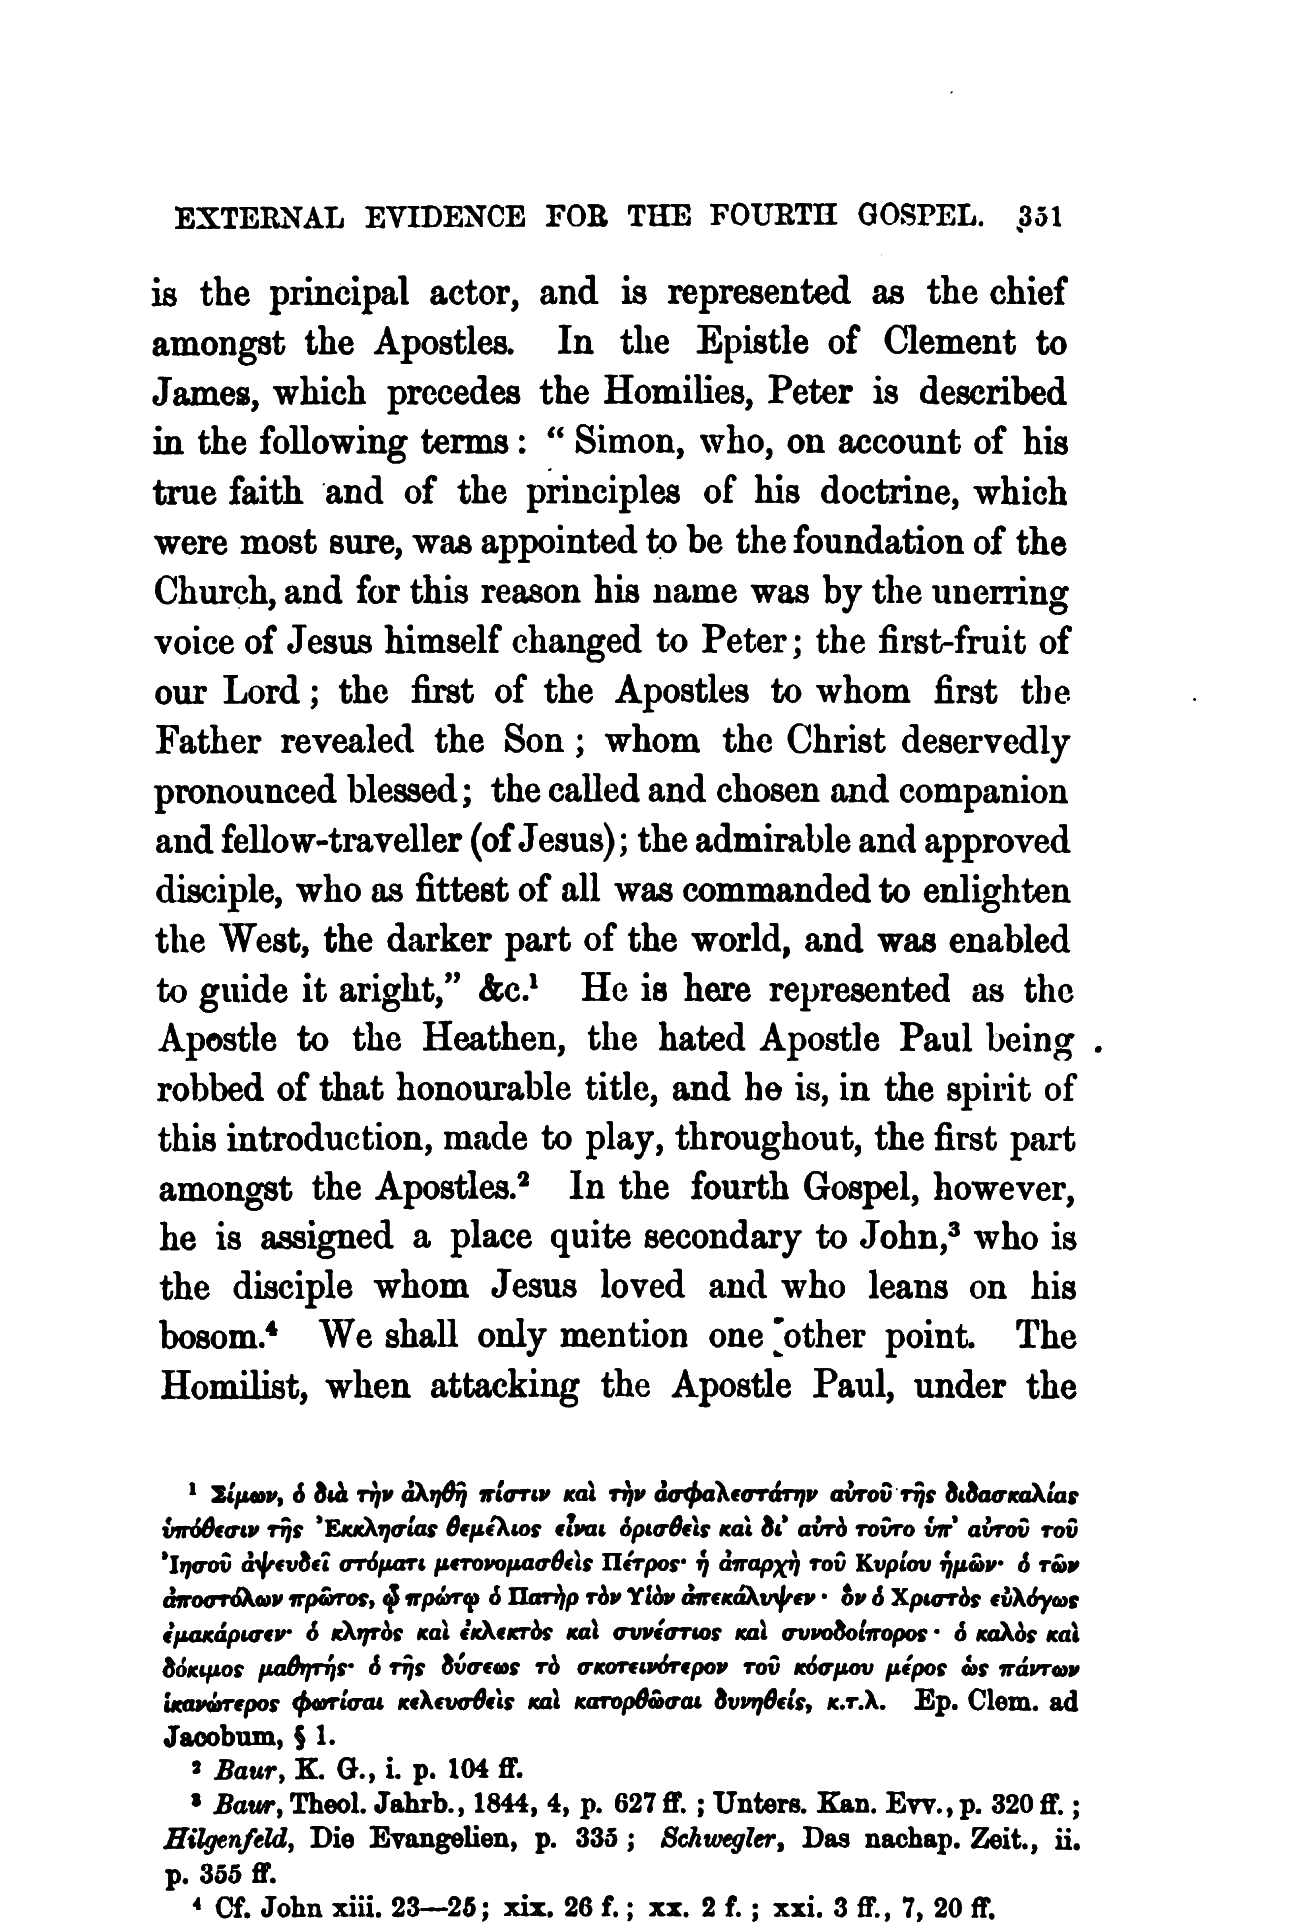 EXTERNAL EVIDENCE FOR THE FOURTH GOSPEL. 351
is the principal actor, and is represented as the chief
amongst the Apostles. In the Epistle of Clement to
James, which precedes the Homilies, Peter is described
in the following terms: “Simon, who, on account of his
true faith and of the principles of his doctrine, which
were most sure, was appointed to be the foundation of the
Church, and for this reason his name was by the unerring
voice of Jesus himself changed to Peter; the first-fruit of
our Lord; the first of the Apostles to whom first the
Father revealed the Son; whom the Christ deservedly
pronounced blessed; the called and chosen and companion
and fellow-traveller (of Jesus); the admirable and approved
disciple, who as fittest of all was commanded to enlighten
the West, the darker part of the world, and was enabled
to guide it aright,” &c.¹ He is here represented as the
Apostle to the Heathen, the hated Apostle Paul being
robbed of that honourable title, and he is, in the spirit of
this introduction, made to play, throughout, the first part
amongst the Apostles.² In the fourth Gospel, however,
he is assigned a place quite secondary to John,³ who is
the disciple whom Jesus loved and who leans on his
bosom.⁴ We shall only mention one other point. The
Homilist, when attacking the Apostle Paul, under the
¹ Σίμων, ὁ διὰ τὴν ἀληθῆ πίστιν καὶ τὴν ἀσφαλεστάτην αὐτοῦ τῆς διδασκαλίας
ὑπόθεσιν τῆς Ἐκκλησίας θεμέλιος εἶναι ὁρισθεὶς καὶ δι’ αὐτὸ τοῦτο ὑπ’ αὐτοῦ τοῦ
Ἰησοῦ ἀψευδεῖ στόματι μετονομασθεὶς Πέτρος· ἡ ἀπαρχὴ τοῦ Κυρίου ἡμῶν· ὁ τῶν
ἀποστόλων πρῶτος, ᾧ πρώτῳ ὁ Πατὴρ τὸν Υἱὸν ἀπεκάλυψεν· ὃν ὁ Χριστὸς εὐλόγως
ἐμακάρισεν· ὁ κλητὸς καὶ ἐκλεκτὸς καὶ συνέστιος καὶ συνοδοίπορος· ὁ καλὸς καὶ
δόκιμος μαθητής· ὁ τῆς δύσεως τὸ σκοτεινότερον τοῦ κόσμου μέρος ὡς πάντων
ἱκανώτερος φωτίσαι κελευσθεὶς καὶ κατορθῶσαι δυνηθείς, κ.τ.λ. Ep. Clem. ad
Jacobum, § 1.
² Baur, K. G., i. p. 104 ff.
³ Baur, Theol. Jahrb., 1844, 4, p. 627 ff.; Unters. Kan. Evv., p. 320 ff.;
Hilgenfeld, Die Evangelien, p. 335; Schwegler, Das nachap. Zeit., ii.
p. 355 ff.
⁴ Cf. John xiii. 23—25; xix. 26 f.; xx. 2 f.; xxi. 3 ff., 7, 20 ff.